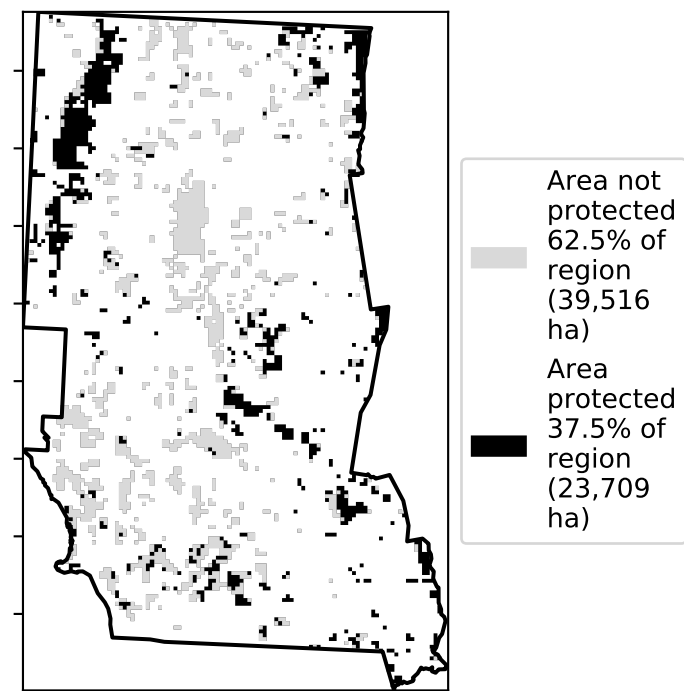 Area not
protected
62.5% of
region
(39,516
ha)
Area
protected
37.5% of
region
(23,709
ha)